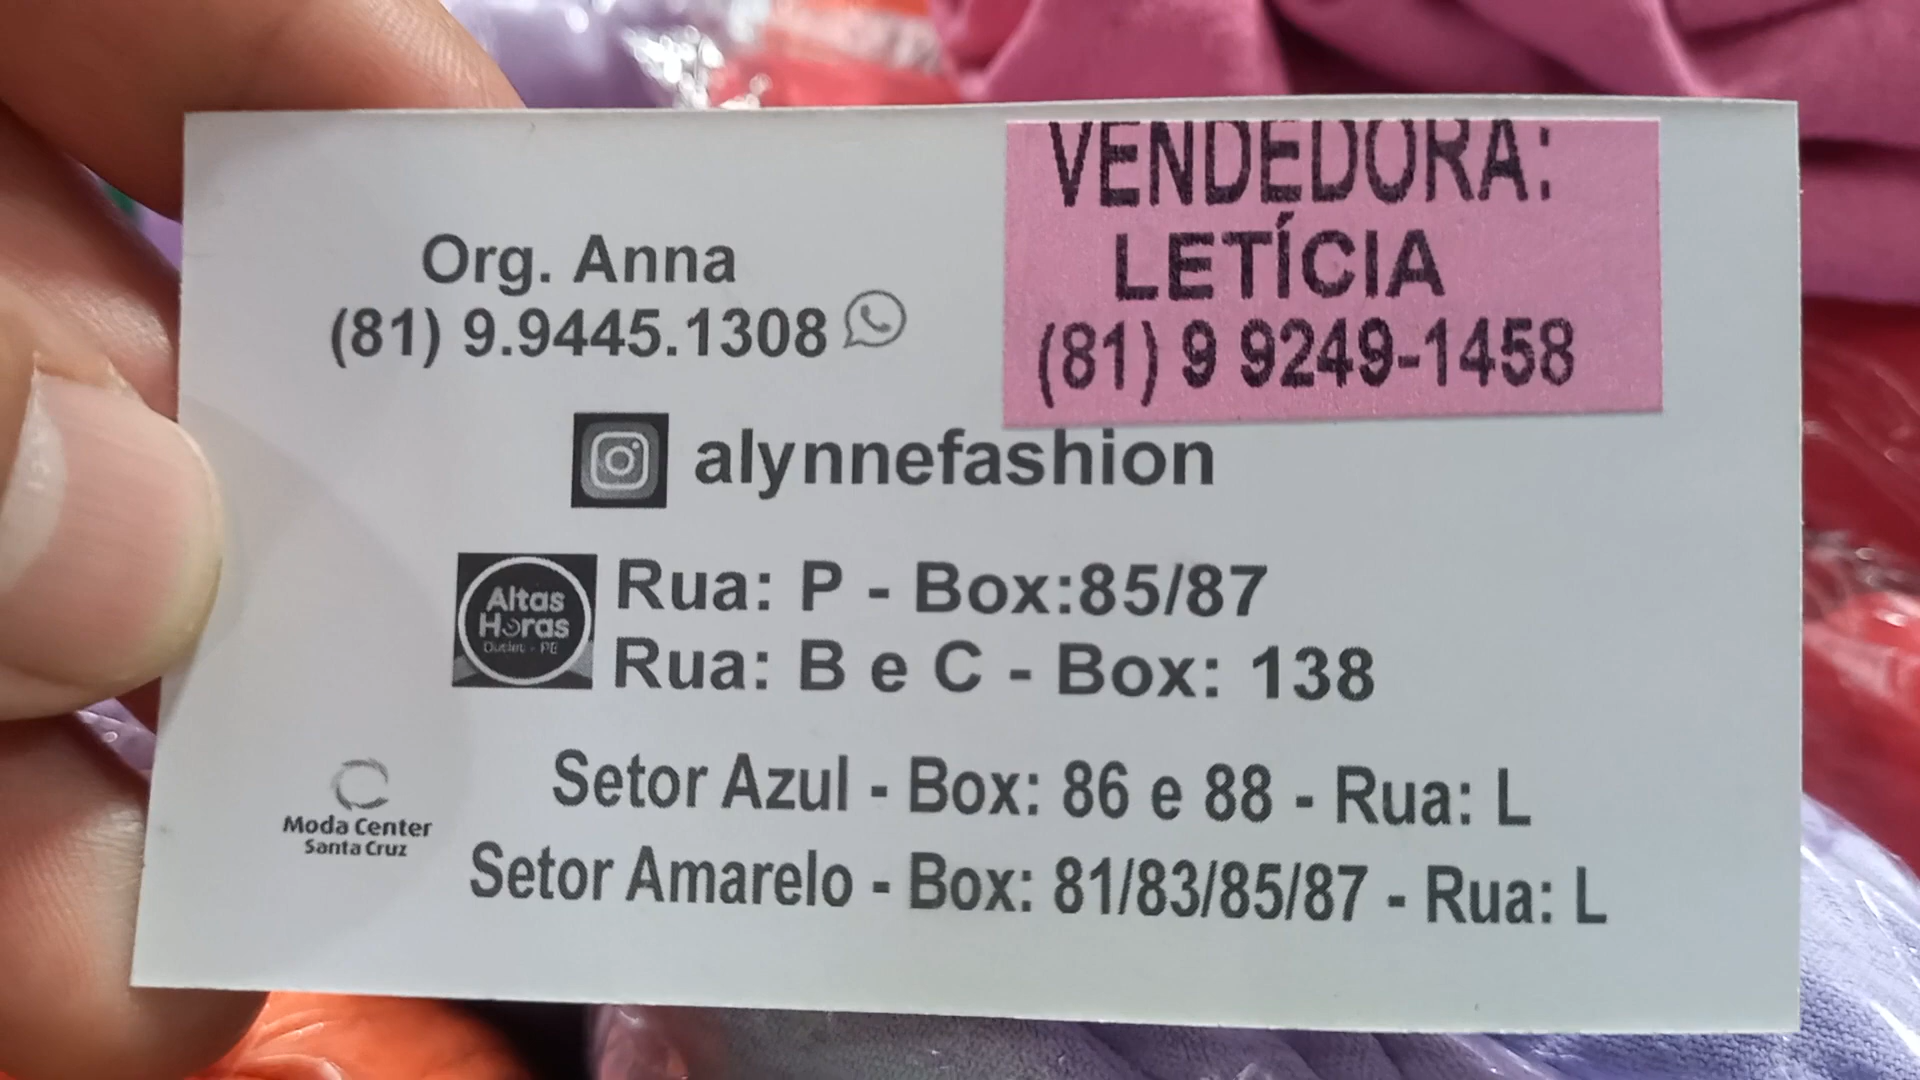 VENDEDORA:
LETÍCIA
(81) 9 9249-1458
Org. Anna
(81) 9.9445.1308
alynnefashion
Altas
Horas
Outlet - PE
Rua: P - Box:85/87
Rua: B e C - Box: 138
Moda Center
Santa Cruz
Setor Azul - Box: 86 e 88 - Rua: L
Setor Amarelo - Box: 81/83/85/87 - Rua: L